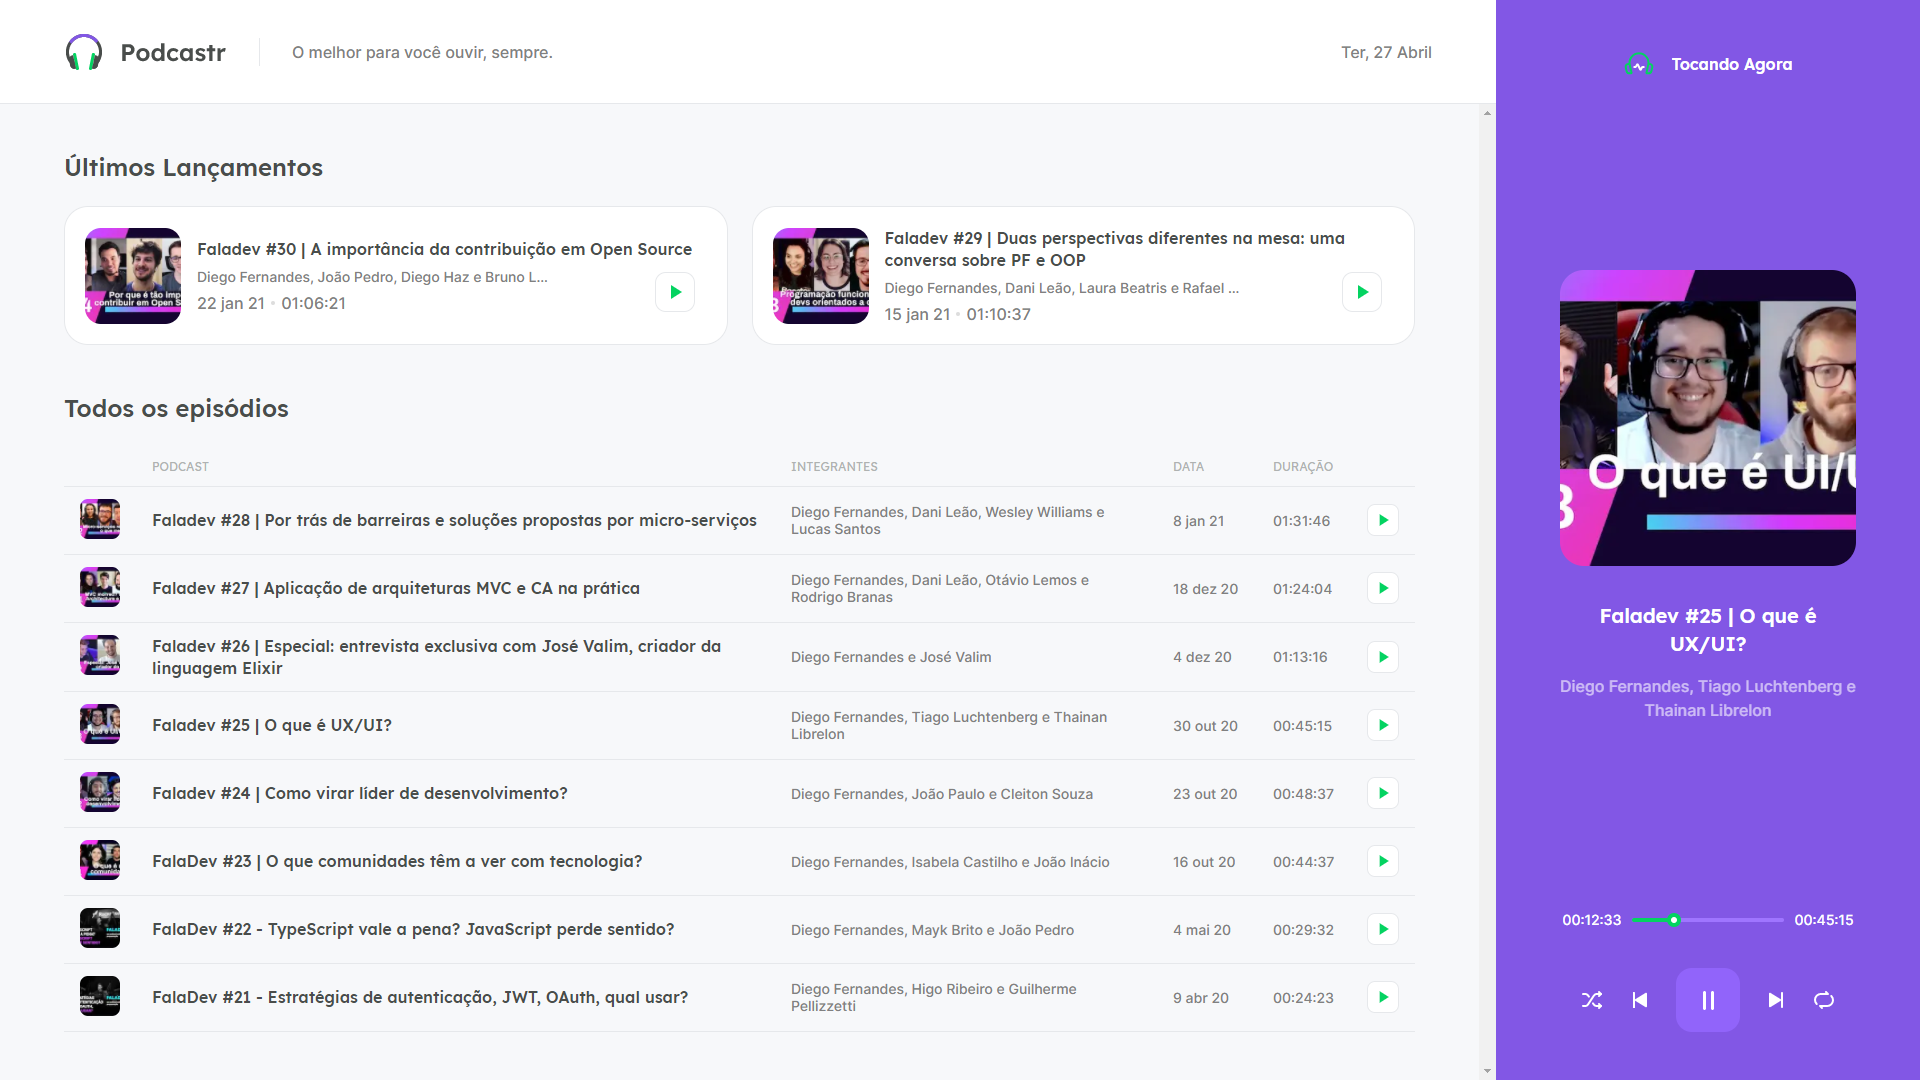 Podcastr
O melhor para você ouvir, sempre.
Ter, 27 Abril
Últimos Lançamentos
Faladev #30 | A importância da contribuição em Open Source
Diego Fernandes, João Pedro, Diego Haz e Bruno L...
22 jan 21 • 01:06:21
Por que é tão imp
contribuir em Open S
Faladev #29 | Duas perspectivas diferentes na mesa: uma
conversa sobre PF e OOP
Diego Fernandes, Dani Leão, Laura Beatris e Rafael ...
15 jan 21 • 01:10:37
Programação funcion
devs orientados a
Todos os episódios
PODCAST INTEGRANTES DATA DURAÇÃO
Faladev #28 | Por trás de barreiras e soluções propostas por micro-serviços
Diego Fernandes, Dani Leão, Wesley Williams e
Lucas Santos
8 jan 21
01:31:46
Faladev #27 | Aplicação de arquiteturas MVC e CA na prática
Diego Fernandes, Dani Leão, Otávio Lemos e
Rodrigo Branas
18 dez 20
01:24:04
Faladev #26 | Especial: entrevista exclusiva com José Valim, criador da
linguagem Elixir
Diego Fernandes e José Valim
4 dez 20
01:13:16
Faladev #25 | O que é UX/UI?
Diego Fernandes, Tiago Luchtenberg e Thainan
Librelon
30 out 20
00:45:15
Faladev #24 | Como virar líder de desenvolvimento?
Diego Fernandes, João Paulo e Cleiton Souza
23 out 20
00:48:37
FalaDev #23 | O que comunidades têm a ver com tecnologia?
Diego Fernandes, Isabela Castilho e João Inácio
16 out 20
00:44:37
FalaDev #22 - TypeScript vale a pena? JavaScript perde sentido?
Diego Fernandes, Mayk Brito e João Pedro
4 mai 20
00:29:32
FalaDev #21 - Estratégias de autenticação, JWT, OAuth, qual usar?
Diego Fernandes, Higo Ribeiro e Guilherme
Pellizzetti
9 abr 20
00:24:23
Tocando Agora
O que é UI/U
3
Faladev #25 | O que é
UX/UI?
Diego Fernandes, Tiago Luchtenberg e
Thainan Librelon
00:12:33
00:45:15